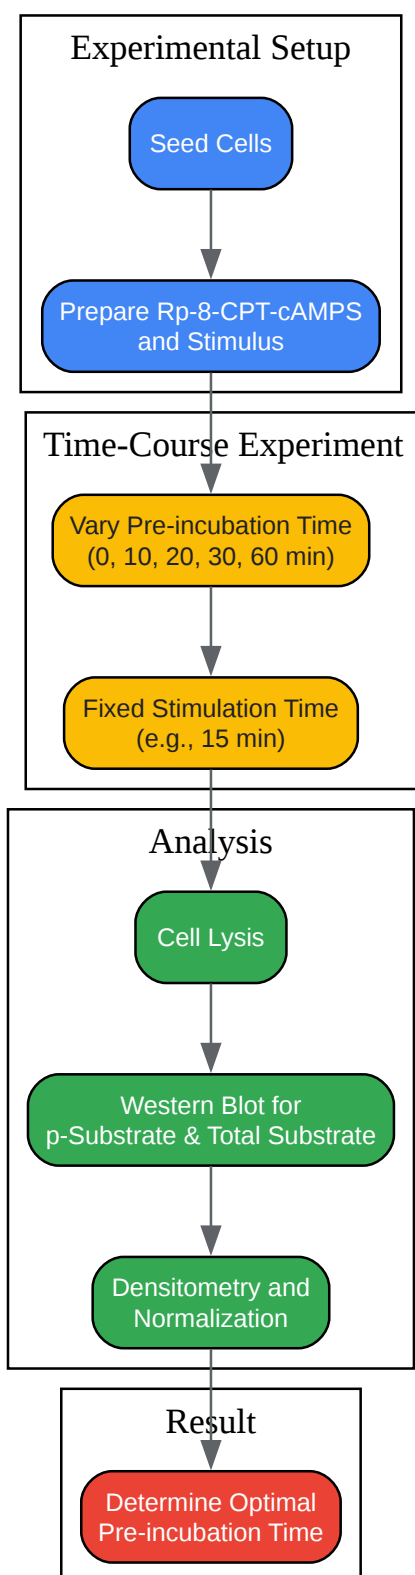 Experimental Setup
Seed Cells
Prepare Rp-8-CPT-cAMPS
and Stimulus
Time-Course Experiment
Vary Pre-incubation Time
(0, 10, 20, 30, 60 min)
Fixed Stimulation Time
(e.g., 15 min)
Analysis
Cell Lysis
Western Blot for
p-Substrate & Total Substrate
Densitometry and
Normalization
Result
Determine Optimal
Pre-incubation Time